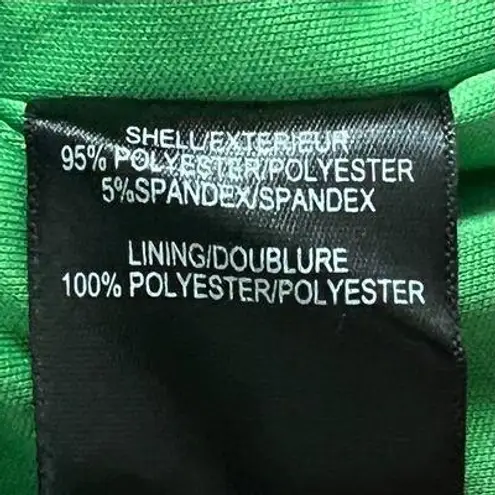 SHELL/EXTERIEUR
95% POLYESTER/POLYESTER
5%SPANDEX/SPANDEX
LINING/DOUBLURE
100% POLYESTER/POLYESTER